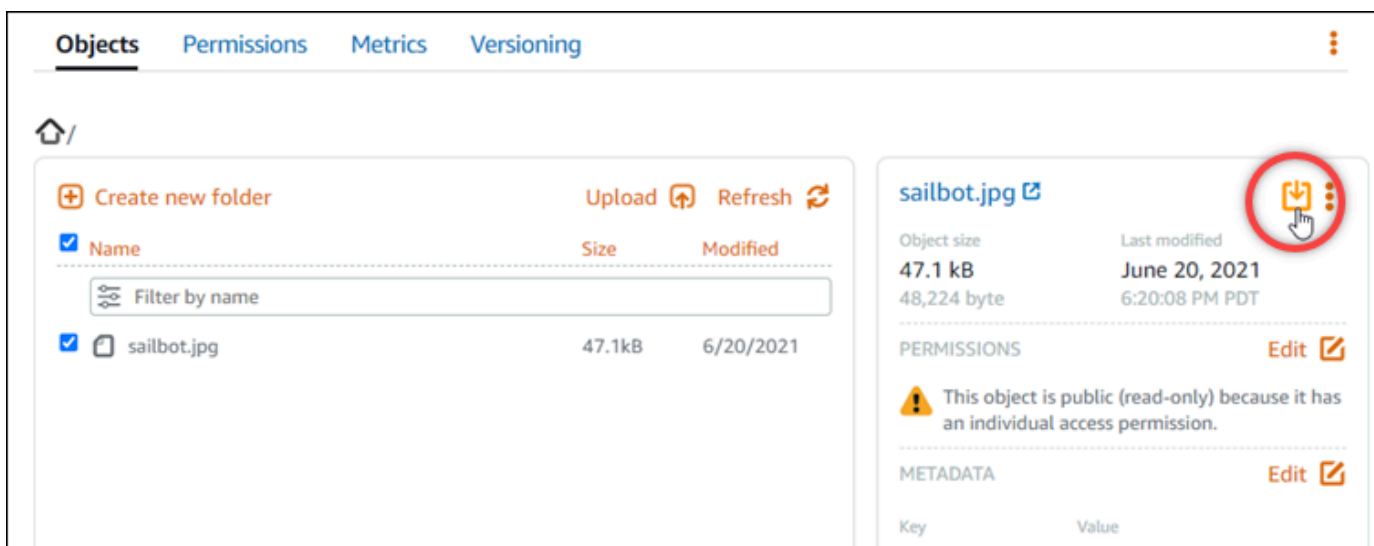 Objects Permissions Metrics Versioning
/
Create new folder Upload Refresh
Name Size Modified
Filter by name
sailbot.jpg 47.1kB 6/20/2021
sailbot.jpg
Object size Last modified
47.1 kB June 20, 2021
48,224 byte 6:20:08 PM PDT
PERMISSIONS Edit
This object is public (read-only) because it has
an individual access permission.
METADATA Edit
Key Value